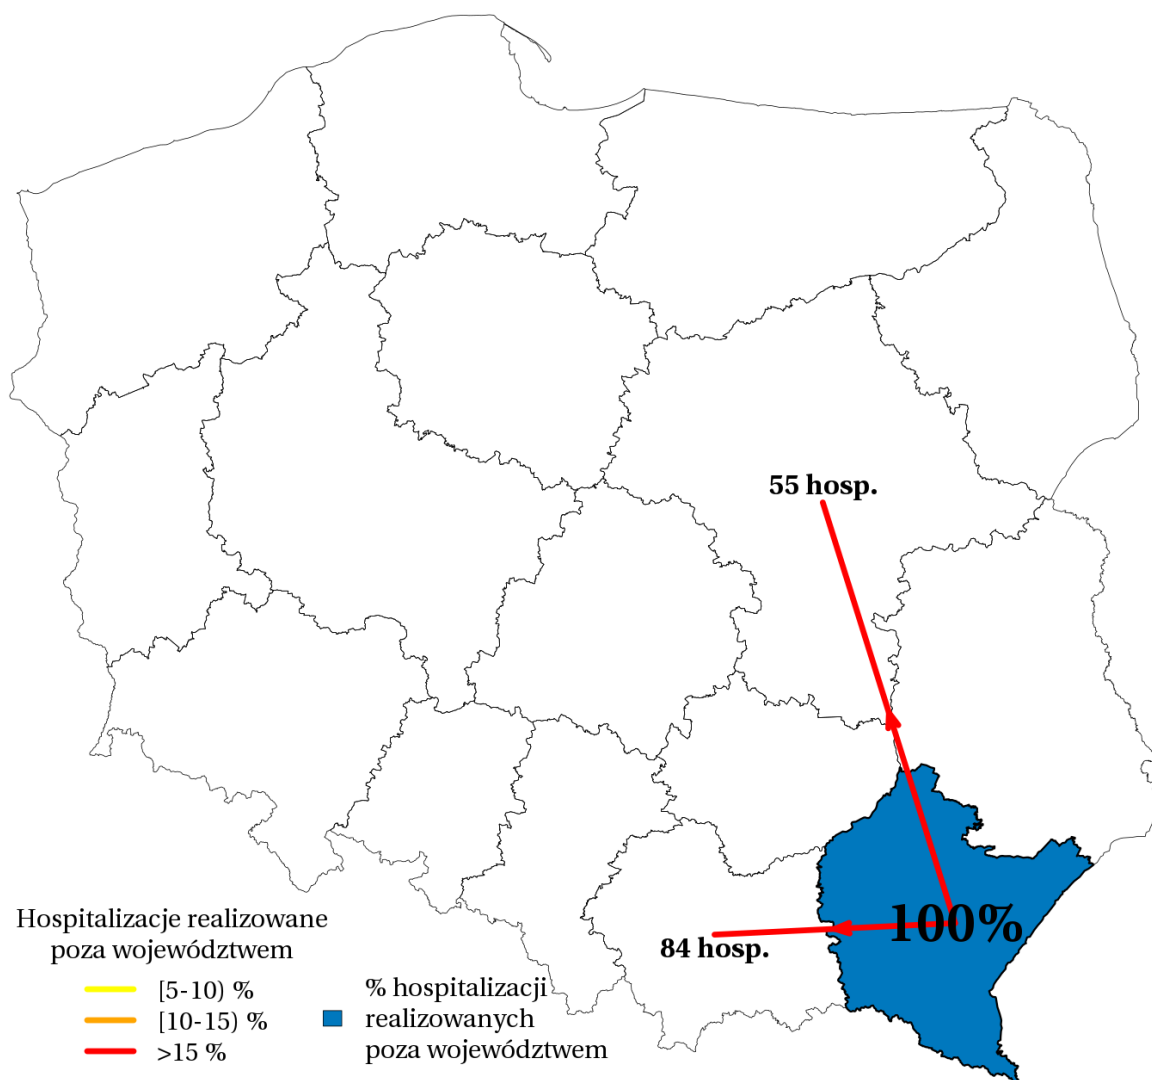 55 hosp.
100%
84 hosp.
Hospitalizacje realizowane
poza województwem
[5-10) %
[10-15) %
>15 %
% hospitalizacji
realizowanych
poza województwem